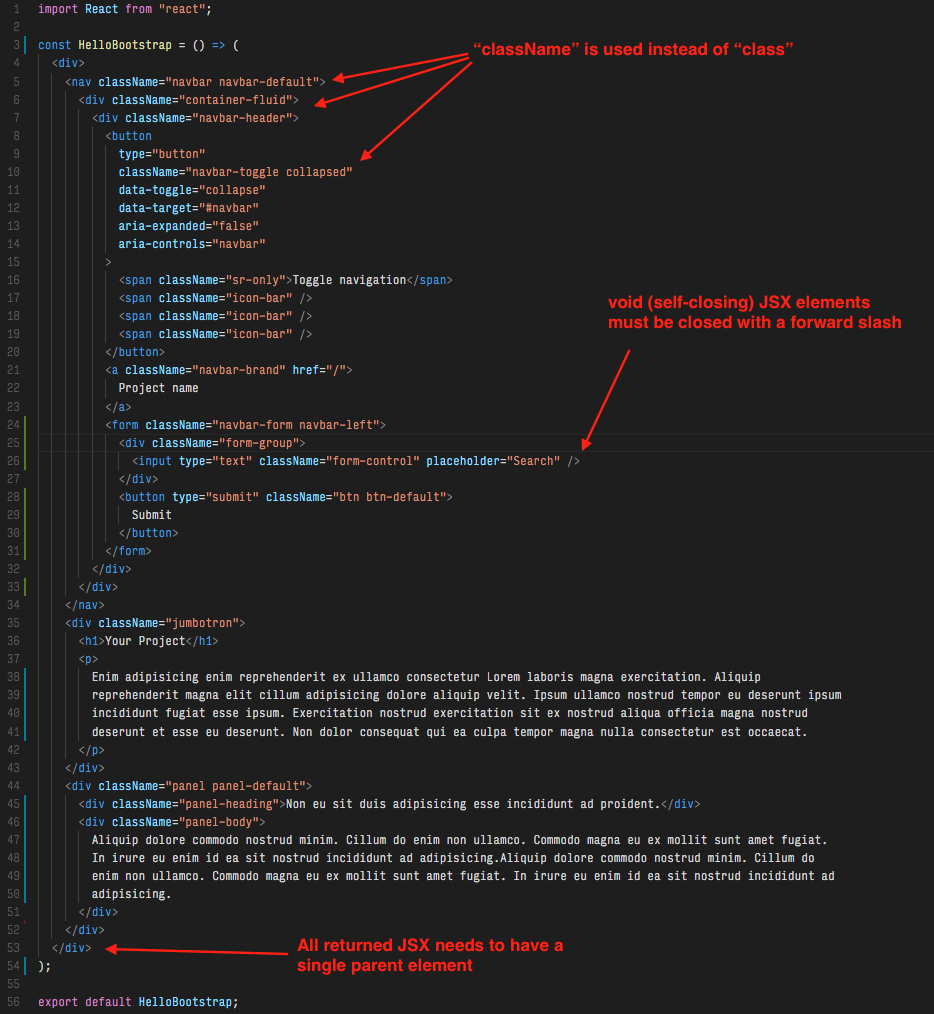 1 import React from "react";
2
3 const HelloBootstrap = () => (
“className” is used instead of “class”
4 <div>
5 <nav className="navbar navbar-default">
6 <div className="container-fluid">
7 <div className="navbar-header">
8 <button
9 type="button"
10 className="navbar-toggle collapsed"
11 data-toggle="collapse"
12 data-target="#navbar"
13 aria-expanded="false"
14 aria-controls="navbar"
15 >
16 <span className="sr-only">Toggle navigation</span>
17 <span className="icon-bar" />
18 <span className="icon-bar" />
19 <span className="icon-bar" />
void (self-closing) JSX elements
must be closed with a forward slash
20 </button>
21 <a className="navbar-brand" href="/">
22 Project name
23 </a>
24 <form className="navbar-form navbar-left">
25 <div className="form-group">
26 <input type="text" className="form-control" placeholder="Search" />
27 </div>
28 <button type="submit" className="btn btn-default">
29 Submit
30 </button>
31 </form>
32 </div>
33 </div>
34 </nav>
35 <div className="jumbotron">
36 <h1>Your Project</h1>
37 <p>
38 Enim adipisicing enim reprehenderit ex ullamco consectetur Lorem laboris magna exercitation. Aliquip
39 reprehenderit magna elit cillum adipisicing dolore aliquip velit. Ipsum ullamco nostrud tempor eu deserunt ipsum
40 incididunt fugiat esse ipsum. Exercitation nostrud exercitation sit ex nostrud aliqua officia magna nostrud
41 deserunt et esse eu deserunt. Non dolor consequat qui ea culpa tempor magna nulla consectetur est occaecat.
42 </p>
43 </div>
44 <div className="panel panel-default">
45 <div className="panel-heading">Non eu sit duis adipisicing esse incididunt ad proident.</div>
46 <div className="panel-body">
47 Aliquip dolore commodo nostrud minim. Cillum do enim non ullamco. Commodo magna eu ex mollit sunt amet fugiat.
48 In irure eu enim id ea sit nostrud incididunt ad adipisicing.Aliquip dolore commodo nostrud minim. Cillum do
49 enim non ullamco. Commodo magna eu ex mollit sunt amet fugiat. In irure eu enim id ea sit nostrud incididunt ad
50 adipisicing.
51 </div>
52 </div>
53 </div>
All returned JSX needs to have a
single parent element
54 );
55
56 export default HelloBootstrap;